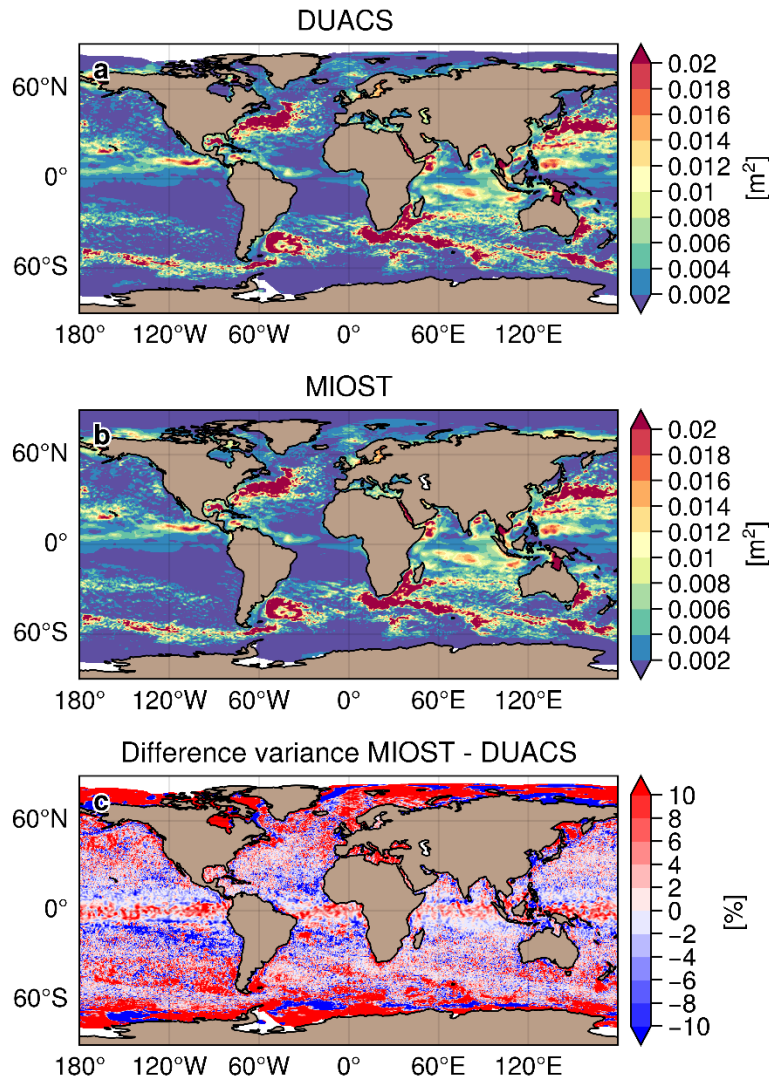 DUACS
a
60°N
0°
60°S
180°
120°W
60°W
0°
60°E
120°E
0.02
0.018
0.016
0.014
0.012
0.01
0.008
0.006
0.004
0.002
[m²]
MIOST
b
60°N
0°
60°S
180°
120°W
60°W
0°
60°E
120°E
0.02
0.018
0.016
0.014
0.012
0.01
0.008
0.006
0.004
0.002
[m²]
Difference variance MIOST - DUACS
c
60°N
0°
60°S
180°
120°W
60°W
0°
60°E
120°E
10
8
6
4
2
0
−2
−4
−6
−8
−10
[%]